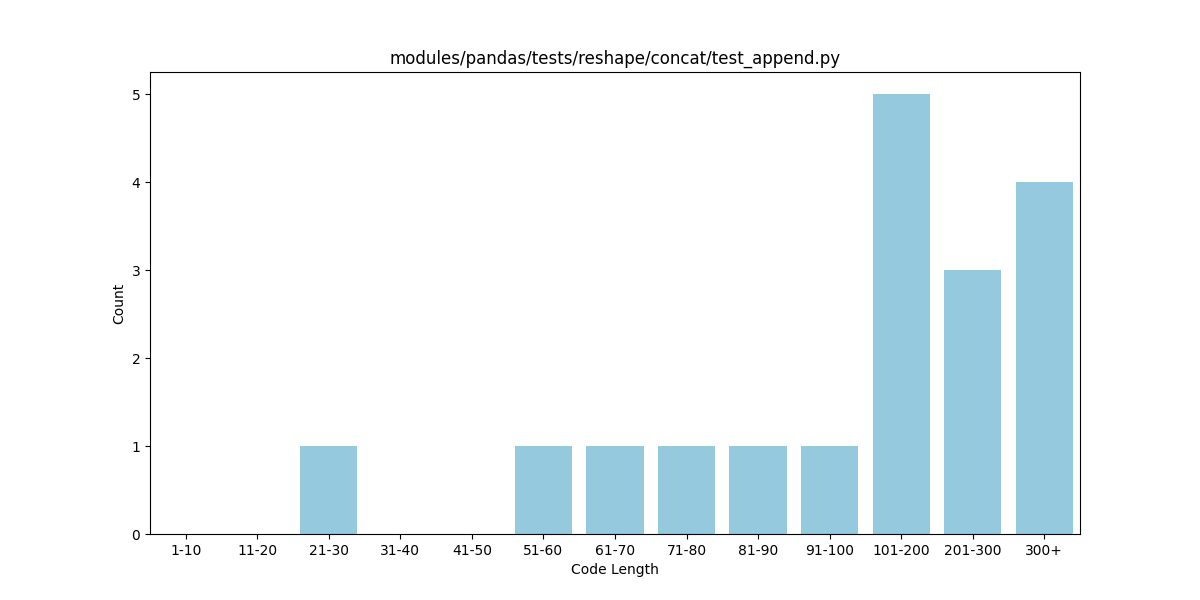 modules/pandas/tests/reshape/concat/test_append.py
Count
5
4
3
2
1
0
1-10 11-20 21-30 31-40 41-50 51-60 61-70 71-80 81-90 91-100 101-200 201-300 300+
Code Length